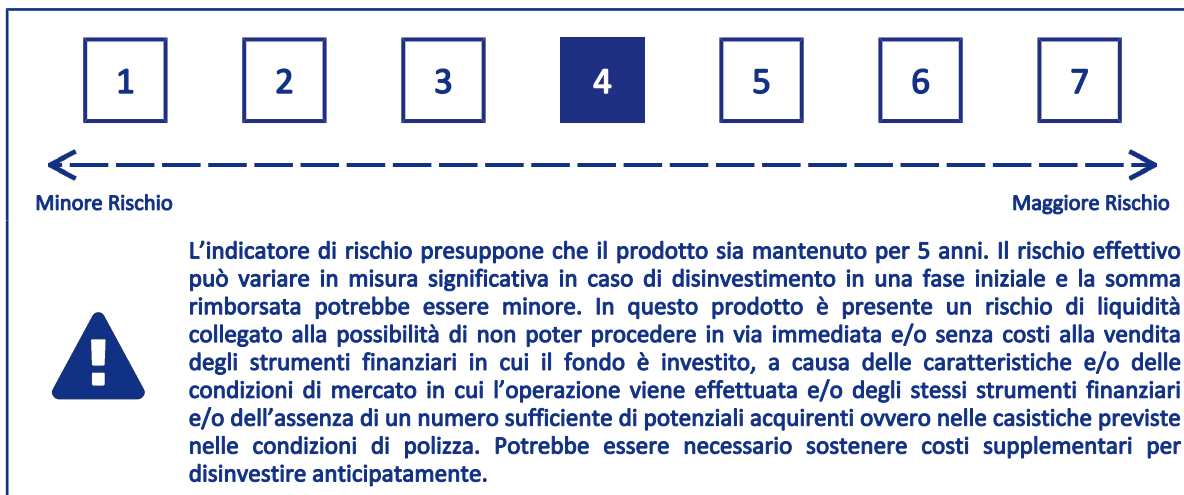 1 2 3 4 5 6 7
Minore Rischio Maggiore Rischio
L’indicatore di rischio presuppone che il prodotto sia mantenuto per 5 anni. Il rischio effettivo
può variare in misura significativa in caso di disinvestimento in una fase iniziale e la somma
rimborsata potrebbe essere minore. In questo prodotto è presente un rischio di liquidità
collegato alla possibilità di non poter procedere in via immediata e/o senza costi alla vendita
degli strumenti finanziari in cui il fondo è investito, a causa delle caratteristiche e/o delle
condizioni di mercato in cui l’operazione viene effettuata e/o degli stessi strumenti finanziari
e/o dell’assenza di un numero sufficiente di potenziali acquirenti ovvero nelle casistiche previste
nelle condizioni di polizza. Potrebbe essere necessario sostenere costi supplementari per
disinvestire anticipatamente.